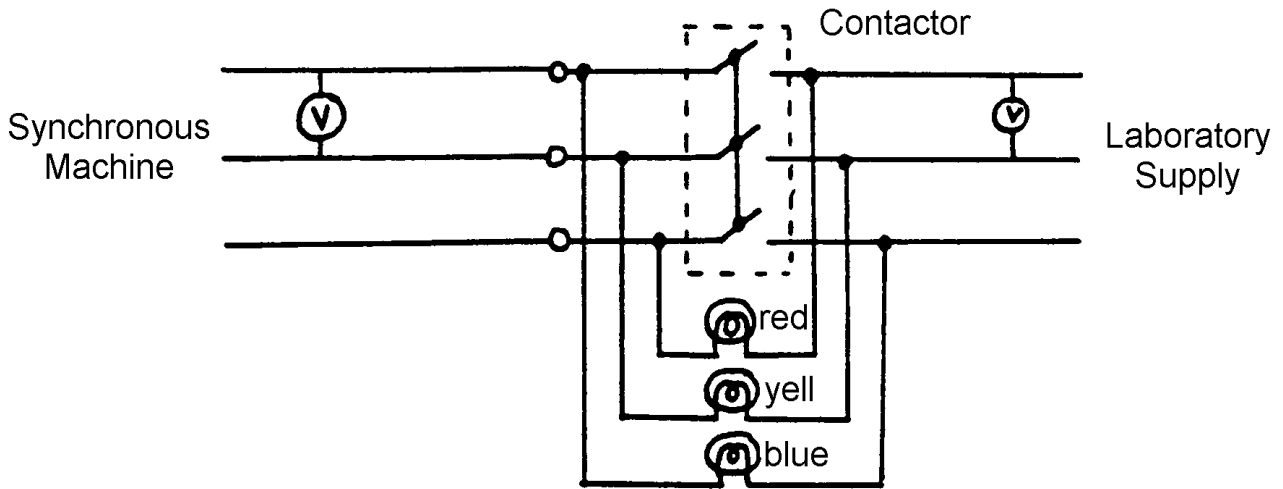 Contactor
Synchronous
Machine
V
V
Laboratory
Supply
red
yell
blue